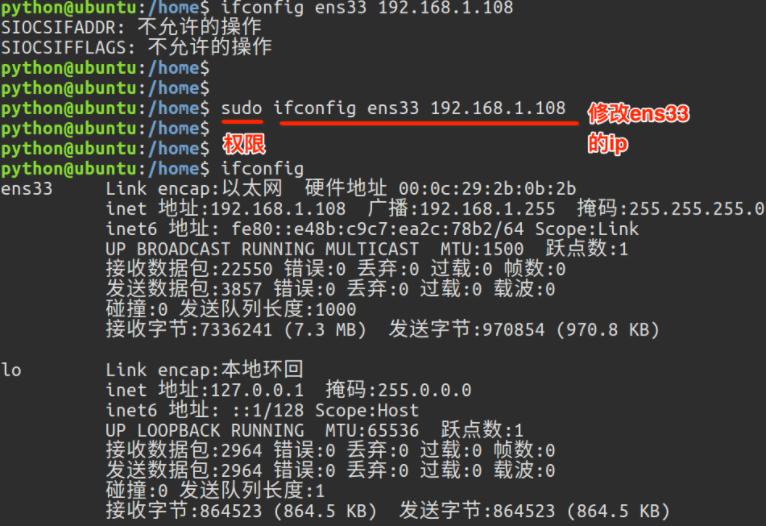 python@ubuntu:/home$ ifconfig ens33 192.168.1.108
SIOCSIFADDR: 不允许的操作
SIOCSIFFLAGS: 不允许的操作
python@ubuntu:/home$
python@ubuntu:/home$
python@ubuntu:/home$ sudo ifconfig ens33 192.168.1.108 修改ens33
python@ubuntu:/home$
的ip
python@ubuntu:/home$ 权限
python@ubuntu:/home$ ifconfig
ens33 Link encap:以太网 硬件地址 00:0c:29:2b:0b:2b
inet 地址:192.168.1.108 广播:192.168.1.255 掩码:255.255.255.0
inet6 地址: fe80::e48b:c9c7:ea2c:78b2/64 Scope:Link
UP BROADCAST RUNNING MULTICAST MTU:1500 跃点数:1
接收数据包:22550 错误:0 丢弃:0 过载:0 帧数:0
发送数据包:3857 错误:0 丢弃:0 过载:0 载波:0
碰撞:0 发送队列长度:1000
接收字节:7336241 (7.3 MB) 发送字节:970854 (970.8 KB)
lo Link encap:本地环回
inet 地址:127.0.0.1 掩码:255.0.0.0
inet6 地址: ::1/128 Scope:Host
UP LOOPBACK RUNNING MTU:65536 跃点数:1
接收数据包:2964 错误:0 丢弃:0 过载:0 帧数:0
发送数据包:2964 错误:0 丢弃:0 过载:0 载波:0
碰撞:0 发送队列长度:1
接收字节:864523 (864.5 KB) 发送字节:864523 (864.5 KB)